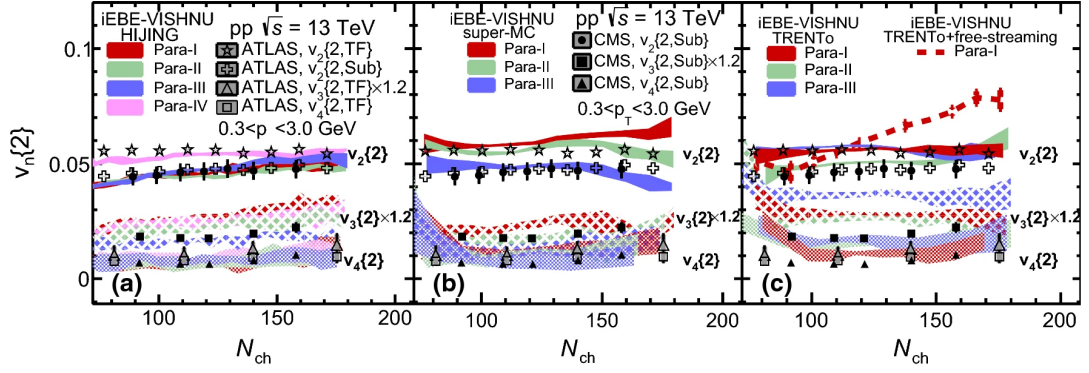 iEBE-VISHNU
HIJING
Para-I
Para-II
Para-III
Para-IV
pp √s = 13 TeV
ATLAS, v₂{2,TF}
ATLAS, v₂{2,Sub}
ATLAS, v₃{2,TF}×1.2
ATLAS, v₄{2,TF}
0.3<p <3.0 GeV
v₂{2}
v₃{2}×1.2
v₄{2}
(a)
iEBE-VISHNU
super-MC
Para-I
Para-II
Para-III
pp √s = 13 TeV
CMS, v₂{2,Sub}
CMS, v₃{2,Sub}×1.2
CMS, v₄{2,Sub}
0.3<p_T<3.0 GeV
v₂{2}
v₃{2}×1.2
v₄{2}
(b)
iEBE-VISHNU
TRENTo
Para-I
Para-II
Para-III
iEBE-VISHNU
TRENTo+free-streaming
Para-I
v₂{2}
v₃{2}×1.2
v₄{2}
(c)
vₙ{2}
0.1
0.05
0
100 150 200
100 150 200
100 150 200
N_ch
N_ch
N_ch